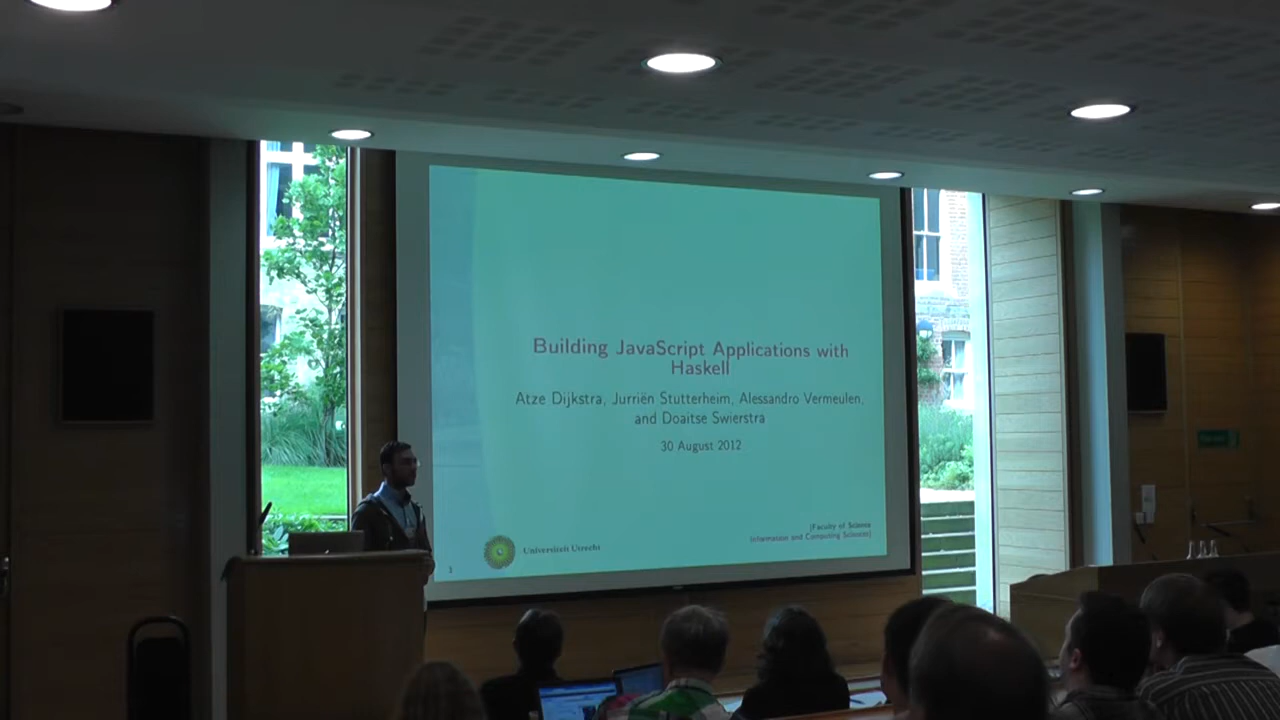 Building JavaScript Applications with
Haskell
Atze Dijkstra, Jurriën Stutterheim, Alessandro Vermeulen,
and Doaitse Swierstra
30 August 2012
[Faculty of Science
Information and Computing Sciences]
Universiteit Utrecht
1